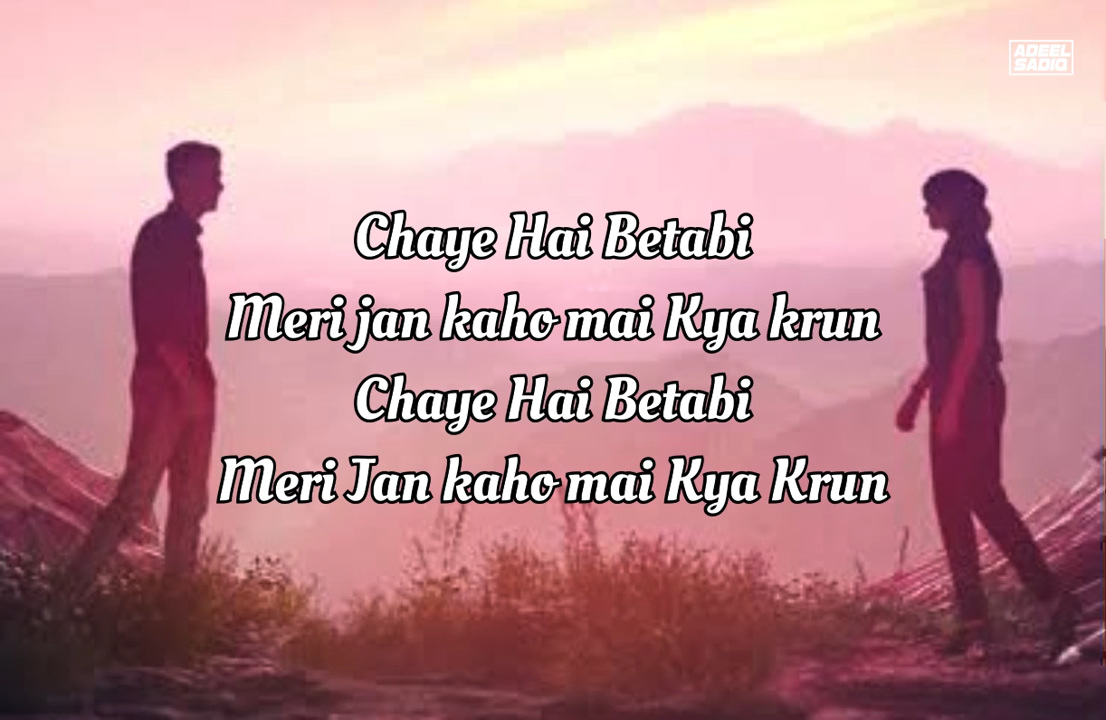 ADEEL
SADIQ
Chaye Hai Betabi
Meri jan kaho mai Kya krun
Chaye Hai Betabi
Meri Jan kaho mai Kya Krun